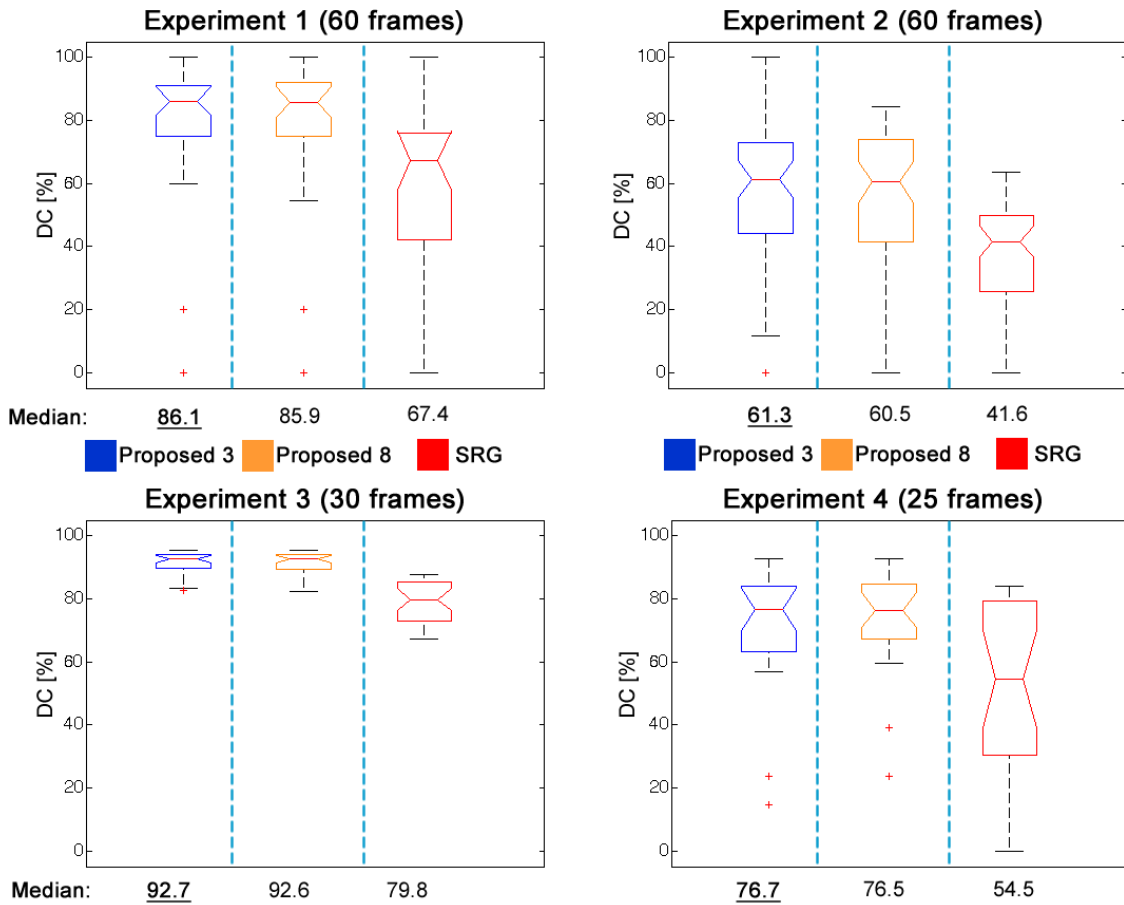 Experiment 1 (60 frames)
100
80
60
40
20
0
DC [%]
Median: 86.1 85.9 67.4
Proposed 3 Proposed 8 SRG
Experiment 2 (60 frames)
100
80
60
40
20
0
DC [%]
61.3 60.5 41.6
Proposed 3 Proposed 8 SRG
Experiment 3 (30 frames)
100
80
60
40
20
0
DC [%]
Median: 92.7 92.6 79.8
Experiment 4 (25 frames)
100
80
60
40
20
0
DC [%]
76.7 76.5 54.5